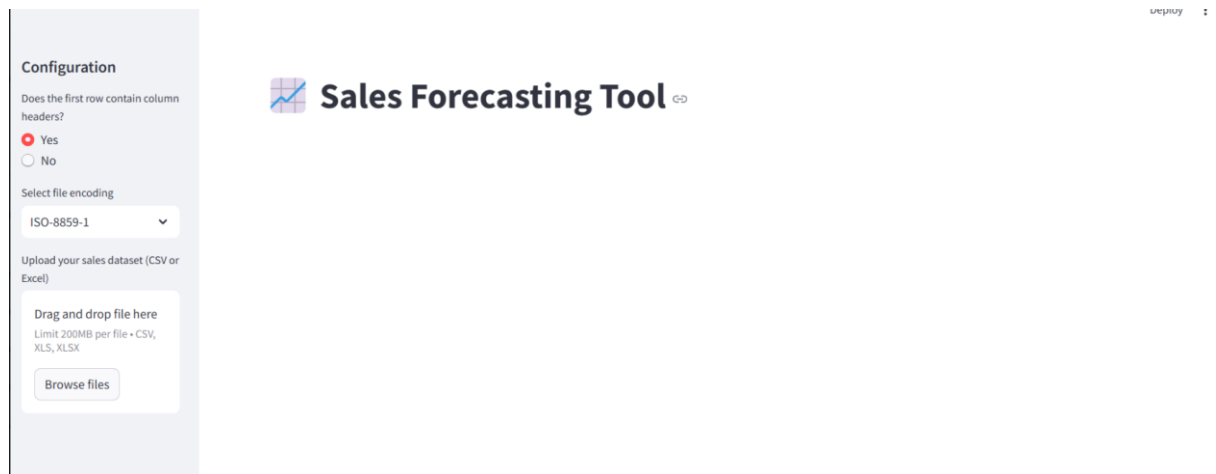 Deploy
Configuration
Does the first row contain column
headers?
Yes
No
Select file encoding
ISO-8859-1
Upload your sales dataset (CSV or
Excel)
Drag and drop file here
Limit 200MB per file • CSV,
XLS, XLSX
Browse files
Sales Forecasting Tool